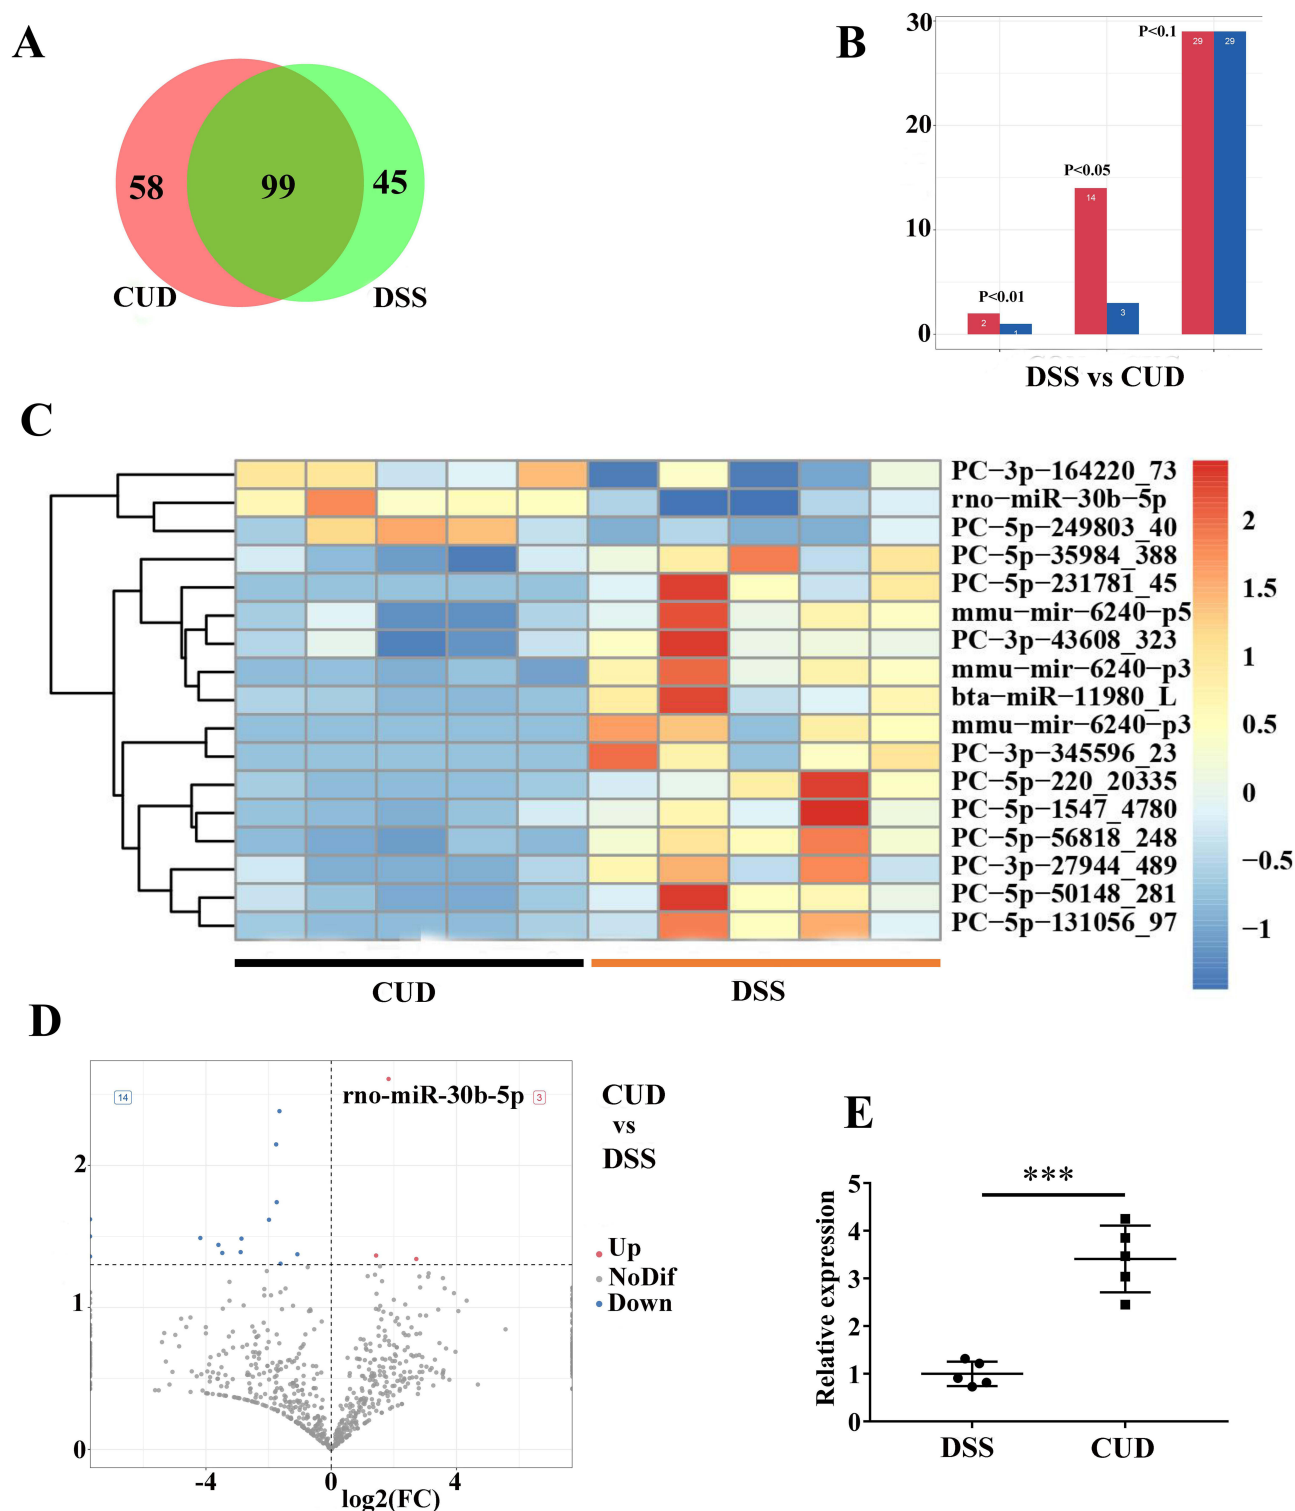 A
58
99
45
CUD
DSS
B
30
20
10
0
P<0.01
P<0.05
P<0.1
2
1
14
3
29
29
DSS vs CUD
C
PC-3p-164220_73
rno-miR-30b-5p
PC-5p-249803_40
PC-5p-35984_388
PC-5p-231781_45
mmu-mir-6240-p5
PC-3p-43608_323
mmu-mir-6240-p3
bta-miR-11980_L
mmu-mir-6240-p3
PC-3p-345596_23
PC-5p-220_20335
PC-5p-1547_4780
PC-5p-56818_248
PC-3p-27944_489
PC-5p-50148_281
PC-5p-131056_97
2
1.5
1
0.5
0
-0.5
-1
CUD
DSS
D
14
rno-miR-30b-5p
3
CUD
vs
DSS
Up
NoDif
Down
2
1
0
-4
0
4
log2(FC)
E
***
Relative expression
5
4
3
2
1
0
DSS
CUD